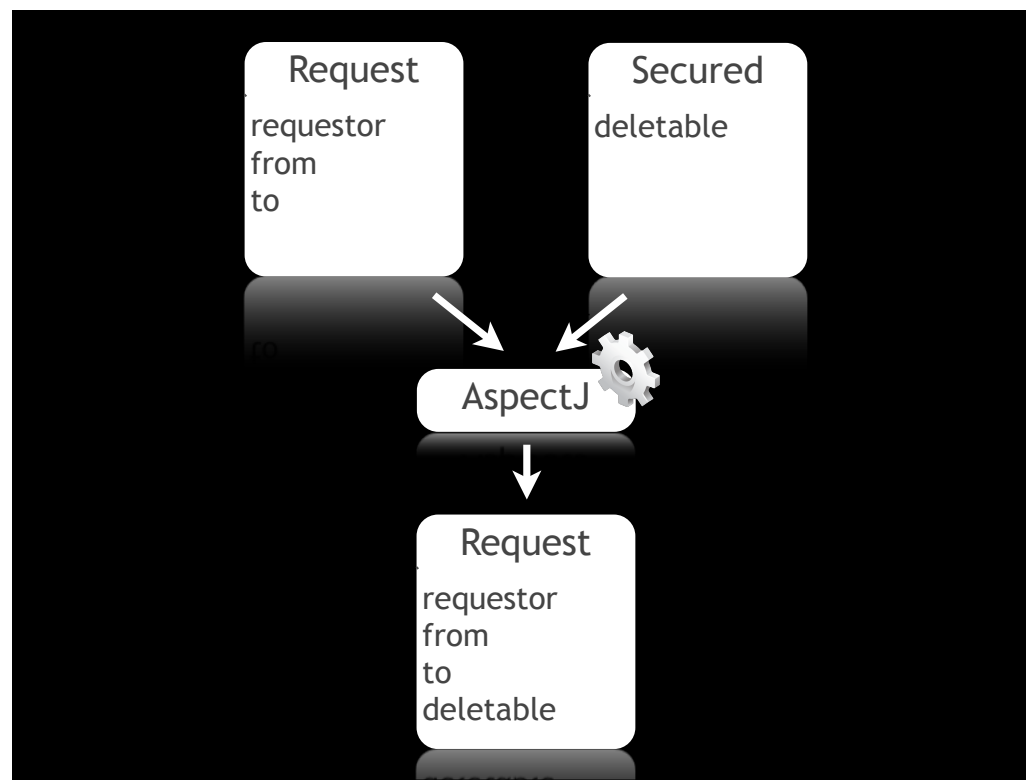 Request
requestor
from
to
Secured
deletable
AspectJ
Request
requestor
from
to
deletable